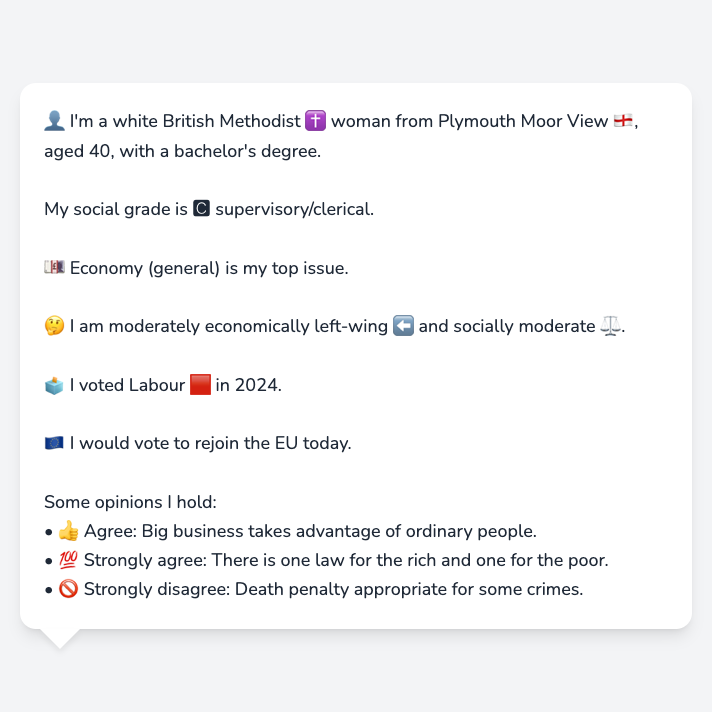 👤 I'm a white British Methodist ✝️ woman from Plymouth Moor View 🏴󠁧󠁢󠁥󠁮󠁧󠁿,
aged 40, with a bachelor's degree.
My social grade is 🅲 supervisory/clerical.
💷 Economy (general) is my top issue.
🤔 I am moderately economically left-wing ⬅️ and socially moderate ⚖️.
🗳️ I voted Labour 🟥 in 2024.
🇪🇺 I would vote to rejoin the EU today.
Some opinions I hold:
• 👍 Agree: Big business takes advantage of ordinary people.
• 💯 Strongly agree: There is one law for the rich and one for the poor.
• 🚫 Strongly disagree: Death penalty appropriate for some crimes.